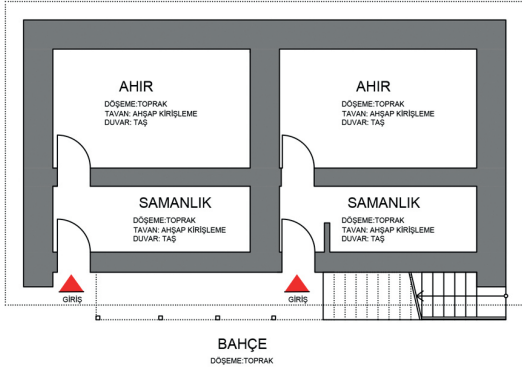 AHIR
DÖŞEME:TOPRAK
TAVAN: AHŞAP KİRİŞLEME
DUVAR: TAŞ
AHIR
DÖŞEME:TOPRAK
TAVAN: AHŞAP KİRİŞLEME
DUVAR: TAŞ
SAMANLIK
DÖŞEME:TOPRAK
TAVAN: AHŞAP KİRİŞLEME
DUVAR: TAŞ
SAMANLIK
DÖŞEME:TOPRAK
TAVAN: AHŞAP KİRİŞLEME
DUVAR: TAŞ
GİRİŞ
GİRİŞ
BAHÇE
DÖŞEME:TOPRAK